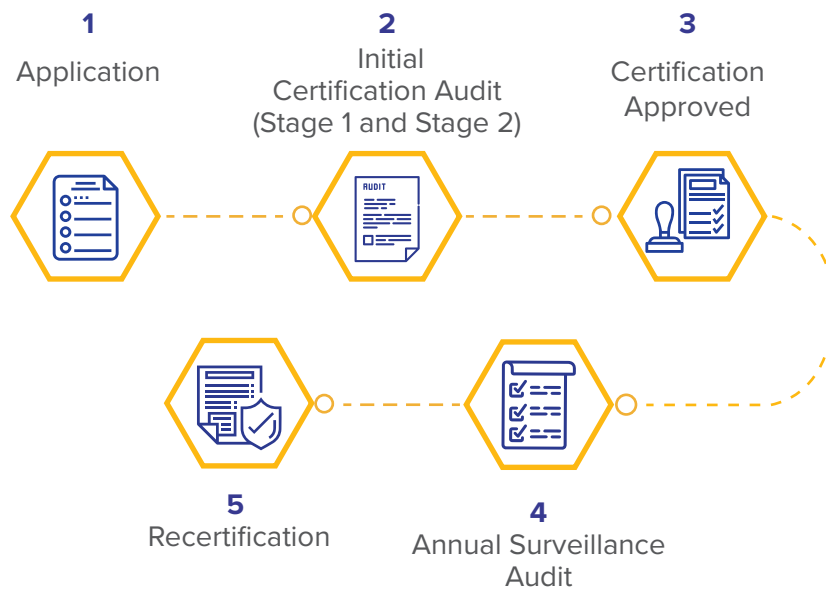 1
Application
2
Initial
Certification Audit
(Stage 1 and Stage 2)
3
Certification
Approved
AUDIT
4
Annual Surveillance
Audit
5
Recertification